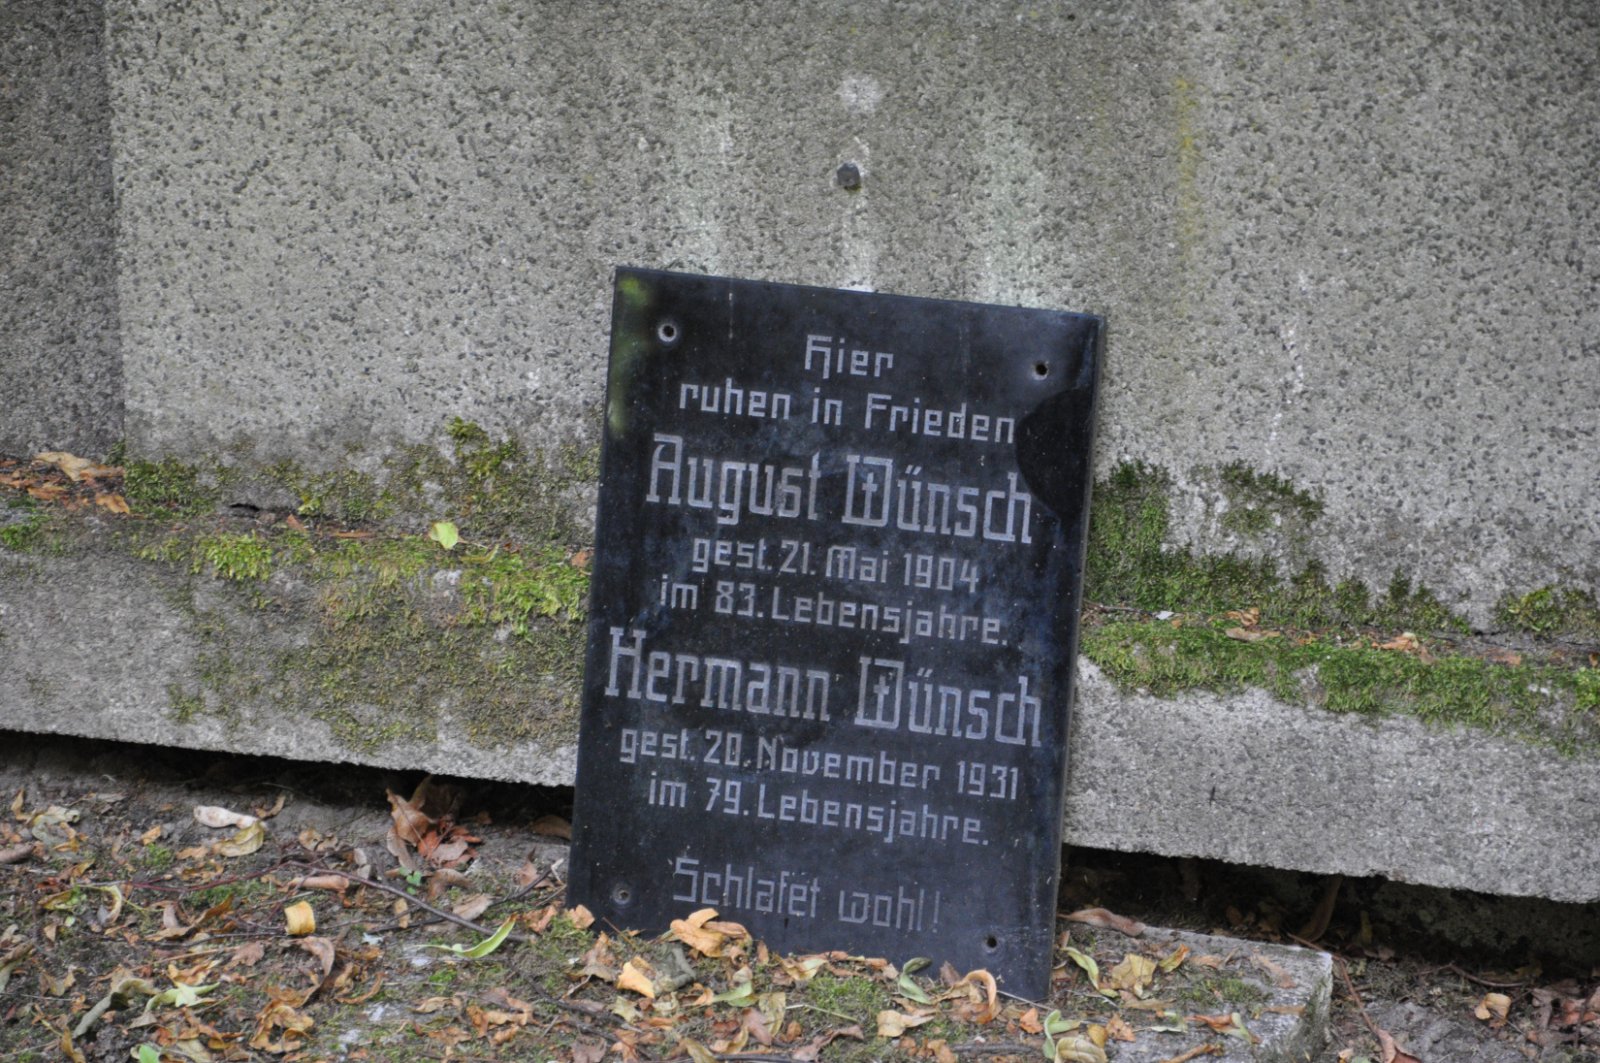 Hier
ruhen in Frieden
August Wünsch
gest. 21. Mai 1904
im 83. Lebensjahre.
Hermann Wünsch
gest. 20. November 1931
im 79. Lebensjahre.
Schlafet wohl!